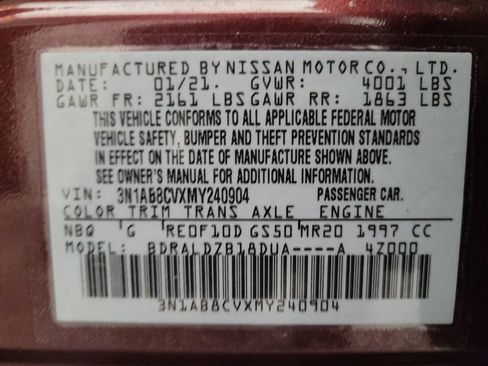 MANUFACTURED BY NISSAN MOTOR CO., LTD.
DATE: 01/21. GVWR: 4001 LBS
GAWR FR: 2161 LBS GAWR RR: 1863 LBS
THIS VEHICLE CONFORMS TO ALL APPLICABLE FEDERAL MOTOR
VEHICLE SAFETY, BUMPER AND THEFT PREVENTION STANDARDS
IN EFFECT ON THE DATE OF MANUFACTURE SHOWN ABOVE.
SEE OWNER'S MANUAL FOR ADDITIONAL INFORMATION.
VIN: 3N1AB8CVXMY240904 PASSENGER CAR.
COLOR TRIM TRANS AXLE ENGINE
NBQ G RE0F10D GS50 MR20 1997 CC
MODEL: BDRALDZB18DUA----A 4Z000
3N1AB8CVXMY240904